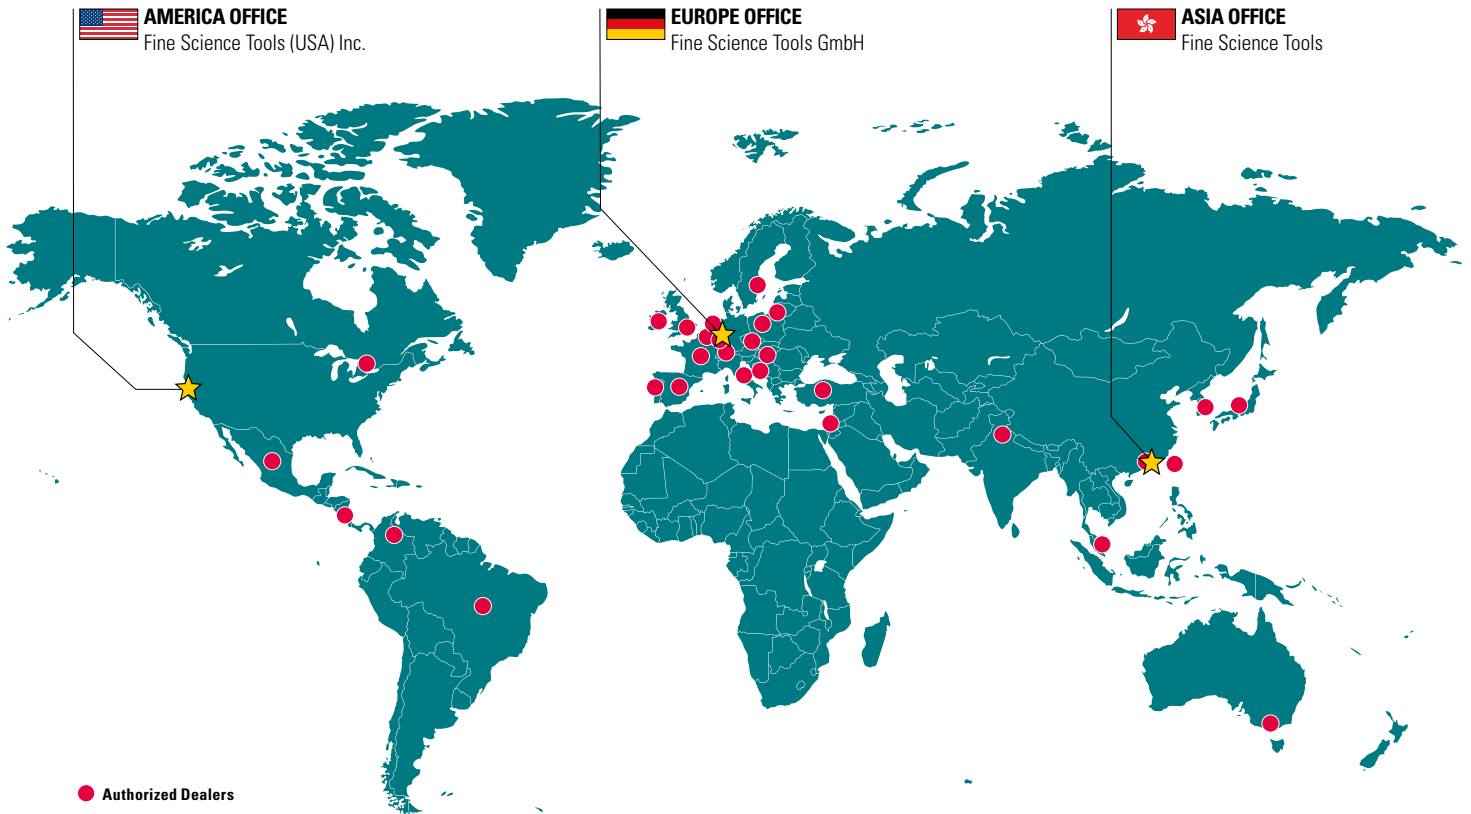 AMERICA OFFICE
Fine Science Tools (USA) Inc.
EUROPE OFFICE
Fine Science Tools GmbH
ASIA OFFICE
Fine Science Tools
Authorized Dealers